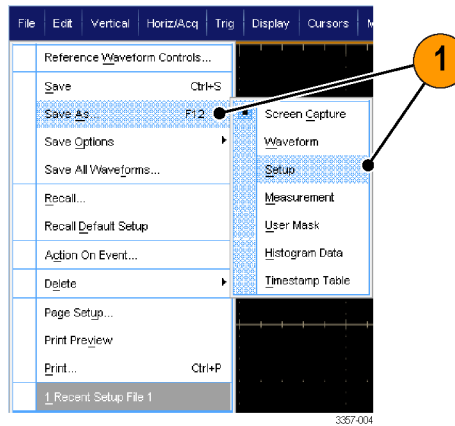 File Edit Vertical Horiz/Acq Trig Display Cursors
1
Reference Waveform Controls...
Save Ctrl+S
Save As F12
Save Options
Save All Waveforms...
Recall...
Recall Default Setup
Action On Event...
Delete
Page Setup...
Print Preview
Print... Ctrl+P
1 Recent Setup File 1
Screen Capture
Waveform
Setup
Measurement
User Mask
Histogram Data
Timestamp Table
3357-004